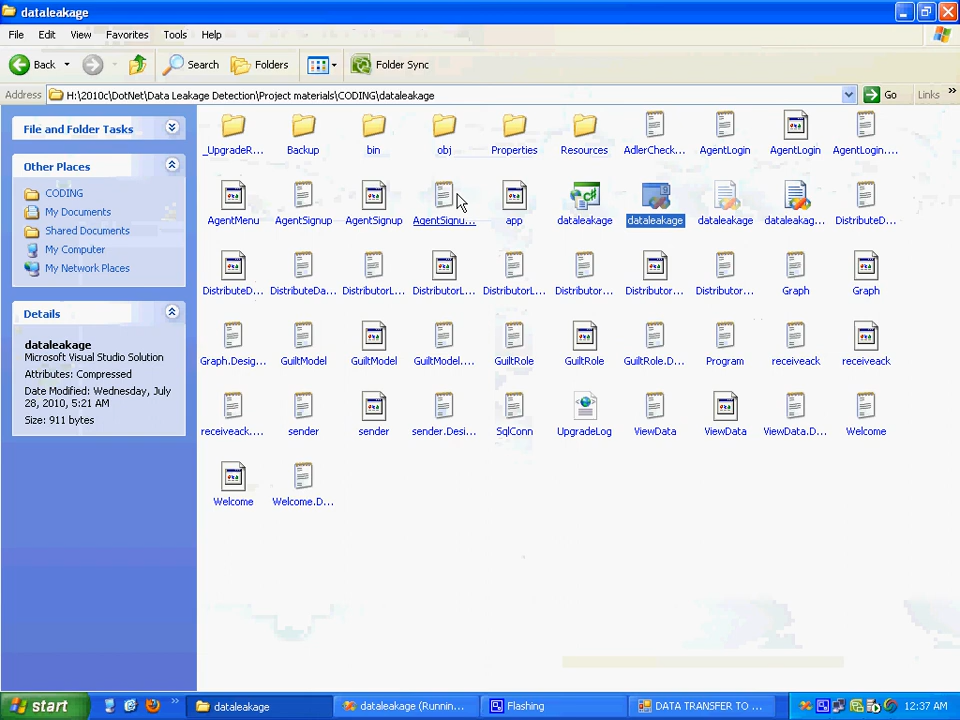 dataleakage
File Edit View Favorites Tools Help
Back Search Folders Folder Sync
Address H:\2010c\DotNet\Data Leakage Detection\Project materials\CODING\dataleakage Go Links »
File and Folder Tasks
Other Places
CODING
My Documents
Shared Documents
My Computer
My Network Places
Details
dataleakage
Microsoft Visual Studio Solution
Attributes: Compressed
Date Modified: Wednesday, July
28, 2010, 5:21 AM
Size: 911 bytes
_UpgradeR... Backup bin obj Properties Resources AdlerCheck... AgentLogin AgentLogin AgentLogin....
AgentMenu AgentSignup AgentSignup AgentSignu... app dataleakage dataleakage dataleakage dataleakag... DistributeD...
DistributeD... DistributeDa... DistributorL... DistributorL... DistributorL... Distributor... Distributor... Distributor... Graph Graph
Graph.Desig... GuiltModel GuiltModel GuiltModel.... GuiltRole GuiltRole GuiltRole.D... Program receiveack receiveack
receiveack.... sender sender sender.Desi... SqlConn UpgradeLog ViewData ViewData ViewData.D... Welcome
Welcome Welcome.D...
start » dataleakage dataleakage (Runnin... Flashing DATA TRANSFER TO ... 12:37 AM